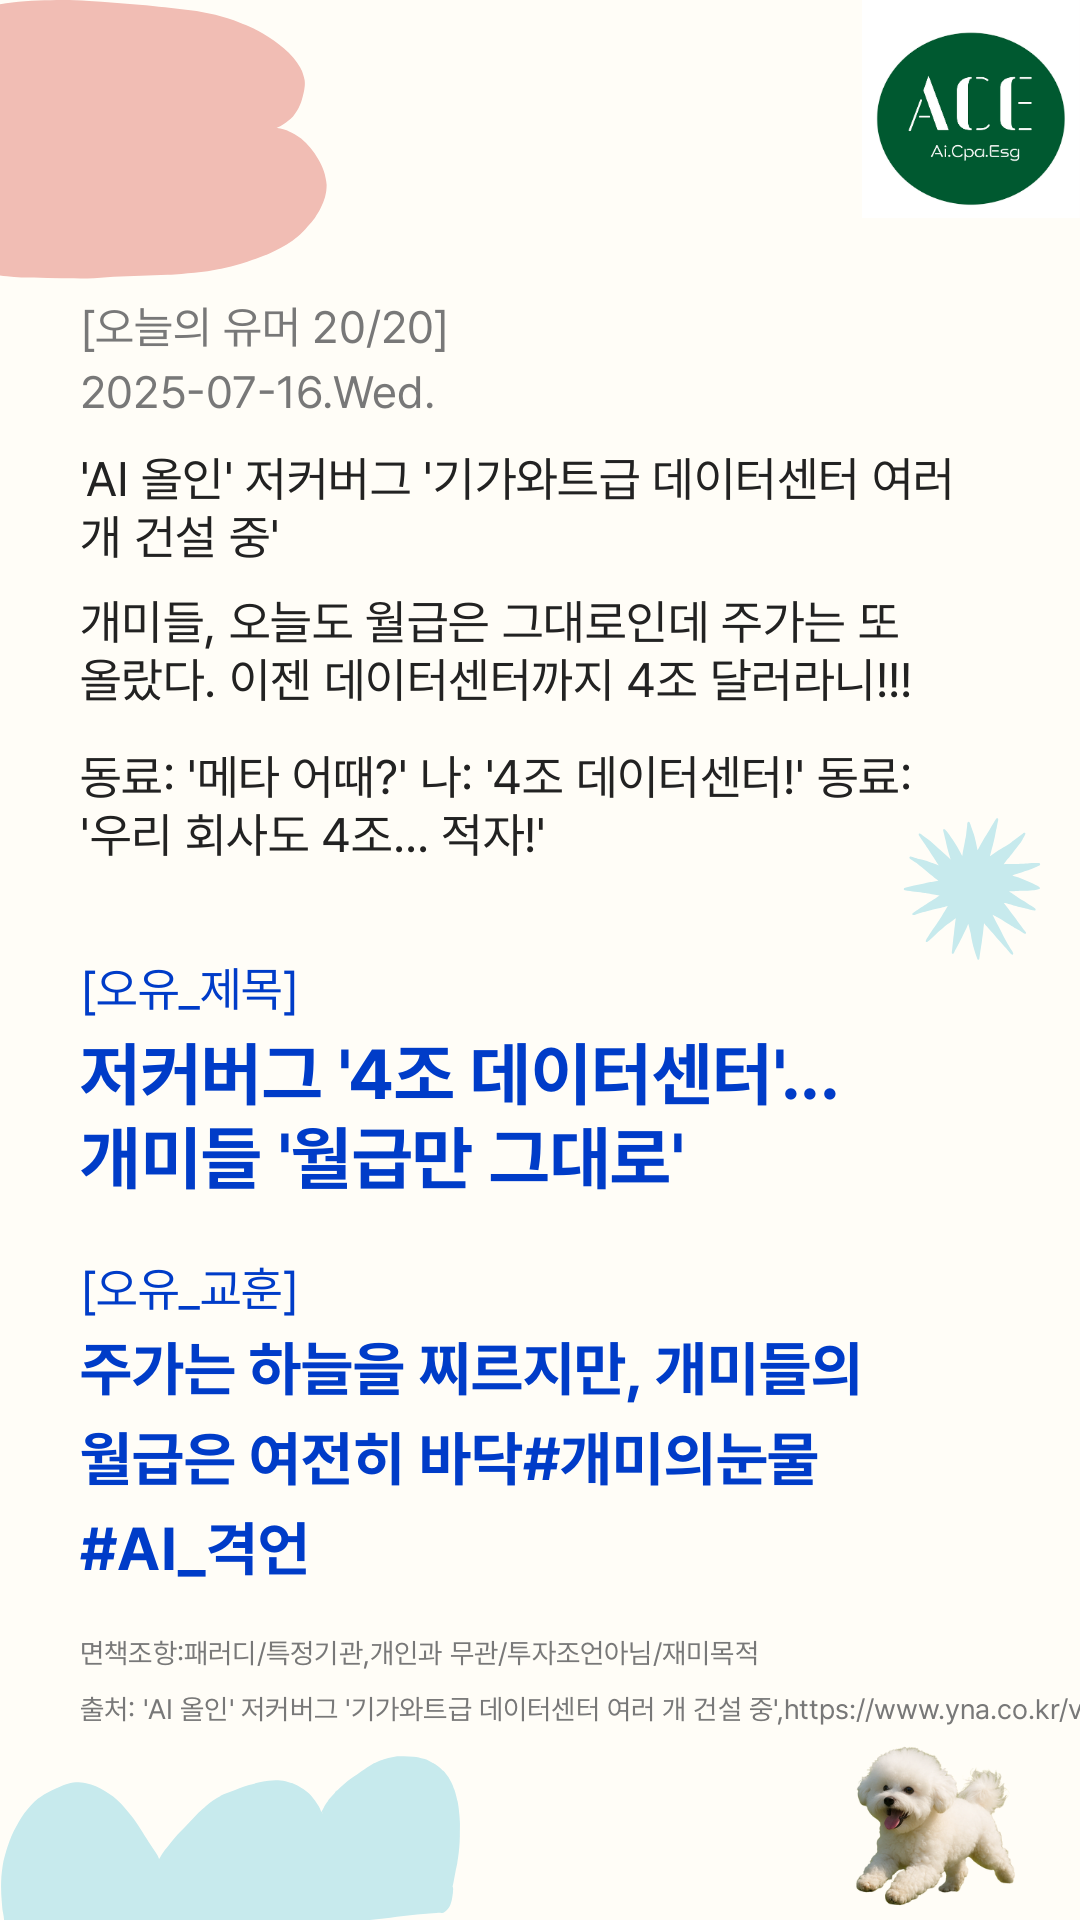 ACE
Ai.Cpa.Esg
[오늘의 유머 20/20]
2025-07-16.Wed.
'AI 올인' 저커버그 '기가와트급 데이터센터 여러
개 건설 중'
개미들, 오늘도 월급은 그대로인데 주가는 또
올랐다. 이젠 데이터센터까지 4조 달러라니!!!
동료: '메타 어때?' 나: '4조 데이터센터!' 동료:
'우리 회사도 4조... 적자!'
[오유_제목]
저커버그 '4조 데이터센터'...
개미들 '월급만 그대로'
[오유_교훈]
주가는 하늘을 찌르지만, 개미들의
월급은 여전히 바닥#개미의눈물
#AI_격언
면책조항:패러디/특정기관,개인과 무관/투자조언아님/재미목적
출처: 'AI 올인' 저커버그 '기가와트급 데이터센터 여러 개 건설 중',https://www.yna.co.kr/v